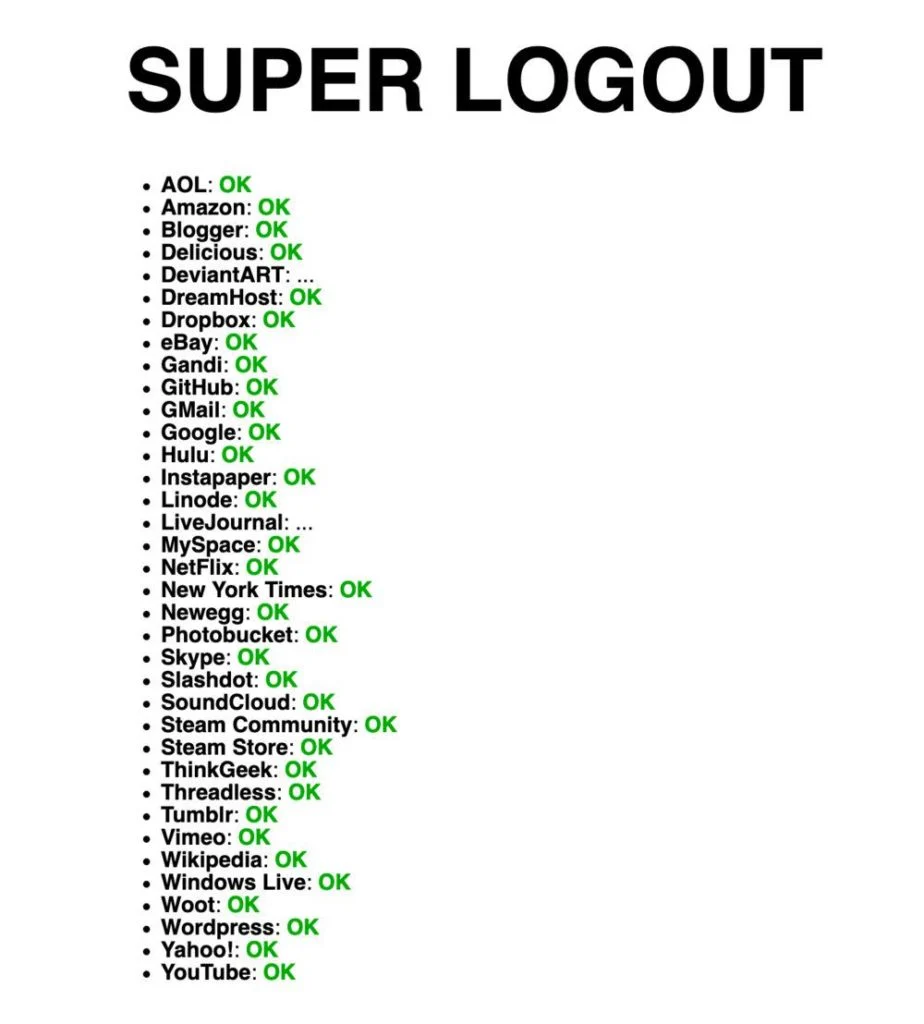 SUPER LOGOUT
• AOL: OK
• Amazon: OK
• Blogger: OK
• Delicious: OK
• DeviantART: ...
• DreamHost: OK
• Dropbox: OK
• eBay: OK
• Gandi: OK
• GitHub: OK
• GMail: OK
• Google: OK
• Hulu: OK
• Instapaper: OK
• Linode: OK
• LiveJournal: ...
• MySpace: OK
• NetFlix: OK
• New York Times: OK
• Newegg: OK
• Photobucket: OK
• Skype: OK
• Slashdot: OK
• SoundCloud: OK
• Steam Community: OK
• Steam Store: OK
• ThinkGeek: OK
• Threadless: OK
• Tumblr: OK
• Vimeo: OK
• Wikipedia: OK
• Windows Live: OK
• Woot: OK
• Wordpress: OK
• Yahoo!: OK
• YouTube: OK